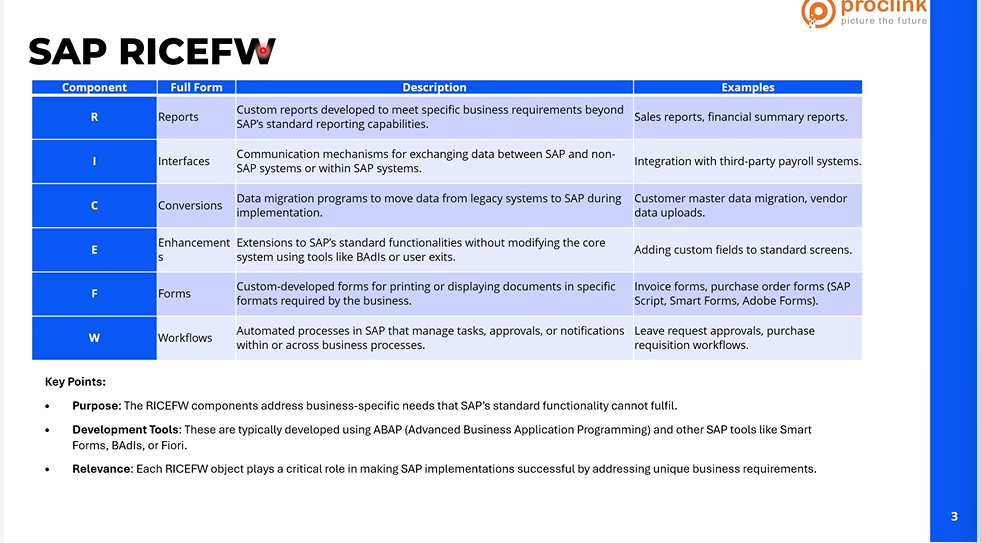 proclink
picture the future
SAP RICEFW
Component Full Form Description Examples
R Reports Custom reports developed to meet specific business requirements beyond
SAP's standard reporting capabilities. Sales reports, financial summary reports.
I Interfaces Communication mechanisms for exchanging data between SAP and non-
SAP systems or within SAP systems. Integration with third-party payroll systems.
C Conversions Data migration programs to move data from legacy systems to SAP during
implementation. Customer master data migration, vendor
data uploads.
E Enhancement
s Extensions to SAP's standard functionalities without modifying the core
system using tools like BAdIs or user exits. Adding custom fields to standard screens.
F Forms Custom-developed forms for printing or displaying documents in specific
formats required by the business. Invoice forms, purchase order forms (SAP
Script, Smart Forms, Adobe Forms).
W Workflows Automated processes in SAP that manage tasks, approvals, or notifications
within or across business processes. Leave request approvals, purchase
requisition workflows.
Key Points:
• Purpose: The RICEFW components address business-specific needs that SAP's standard functionality cannot fulfil.
• Development Tools: These are typically developed using ABAP (Advanced Business Application Programming) and other SAP tools like Smart
Forms, BAdIs, or Fiori.
• Relevance: Each RICEFW object plays a critical role in making SAP implementations successful by addressing unique business requirements.
3